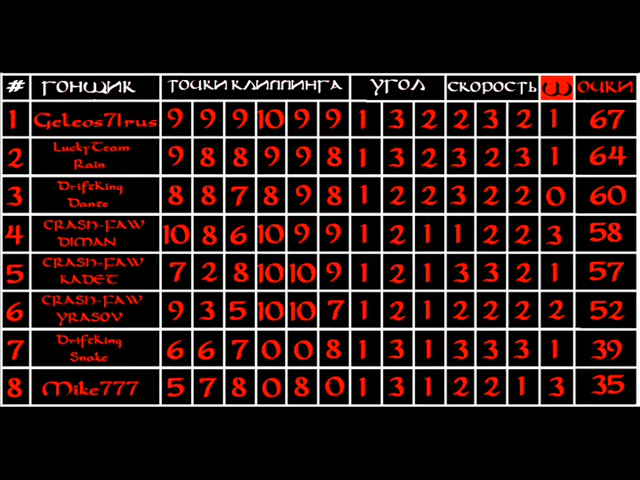 # ГОНЩИК ТОЧКИ КЛИППИНГА УГОЛ СКОРОСТЬ Ш ОЧКИ
1 Geleos71rus 9 9 9 10 9 9 1 3 2 2 3 2 1 67
2 LuckyTeam Rain 9 8 8 9 9 8 1 3 2 3 2 3 1 64
3 DriftKing Dante 8 8 7 8 9 8 1 2 2 3 2 2 0 60
4 CRASH-FAW DIMAN 10 8 6 10 9 9 1 2 1 1 2 2 3 58
5 CRASH-FAW KADET 7 2 8 10 10 9 1 2 1 3 3 2 1 57
6 CRASH-FAW YRASOV 9 3 5 10 10 7 1 2 1 2 2 2 2 52
7 DriftKing Snake 6 6 7 0 0 8 1 3 1 3 3 3 1 39
8 Mike777 5 7 8 0 8 0 1 3 1 2 2 1 3 35